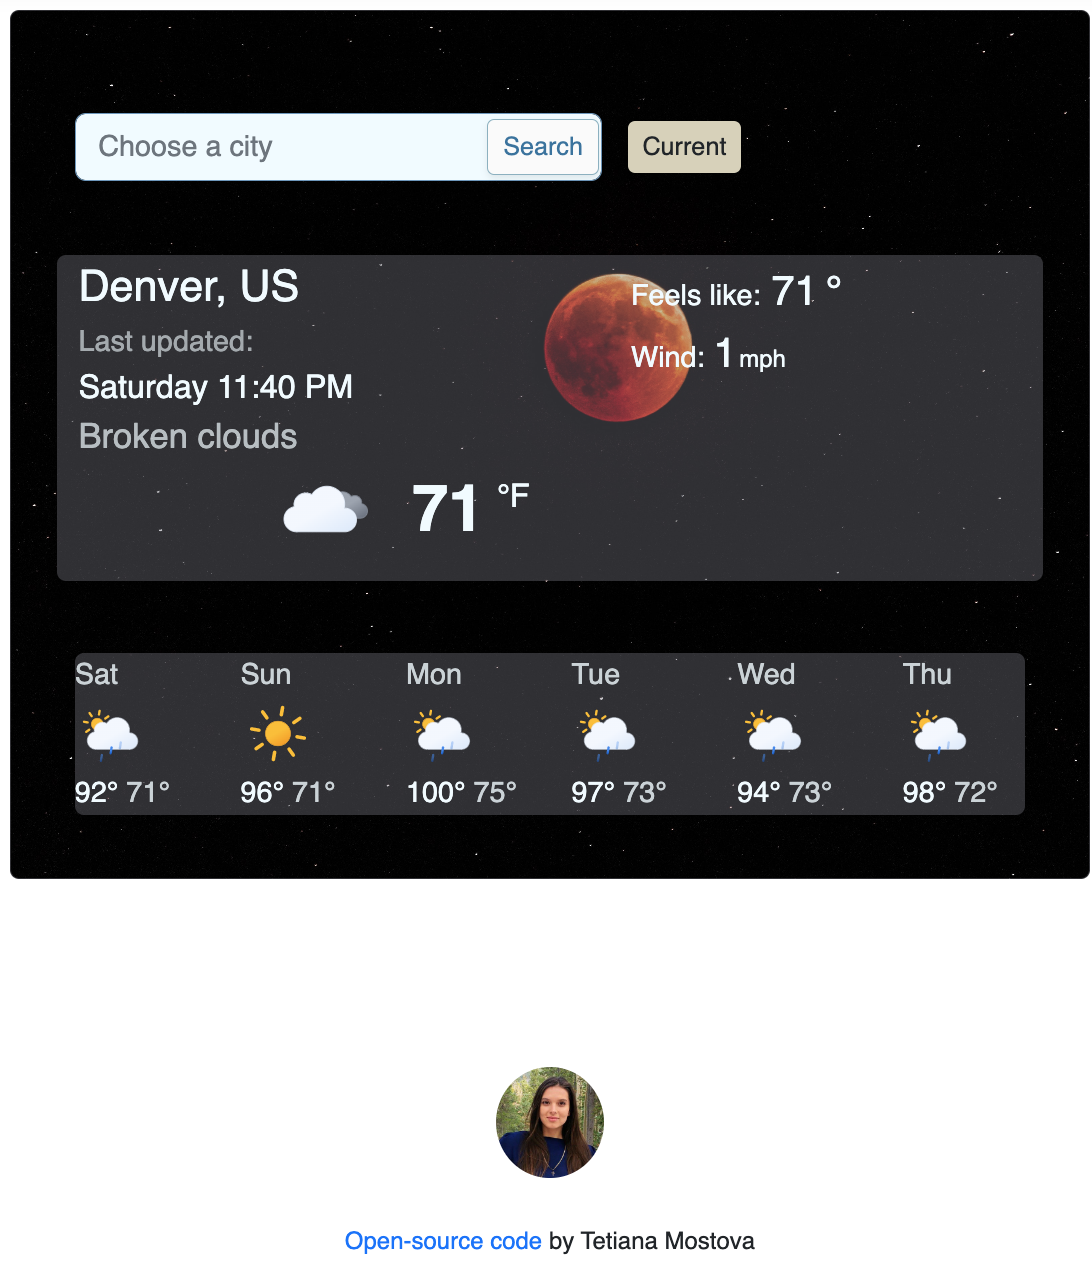 Choose a city Search Current
Denver, US
Last updated:
Saturday 11:40 PM
Broken clouds
71 °F
Feels like: 71 °
Wind: 1 mph
Sat Sun Mon Tue Wed Thu
92° 71° 96° 71° 100° 75° 97° 73° 94° 73° 98° 72°
Open-source code by Tetiana Mostova